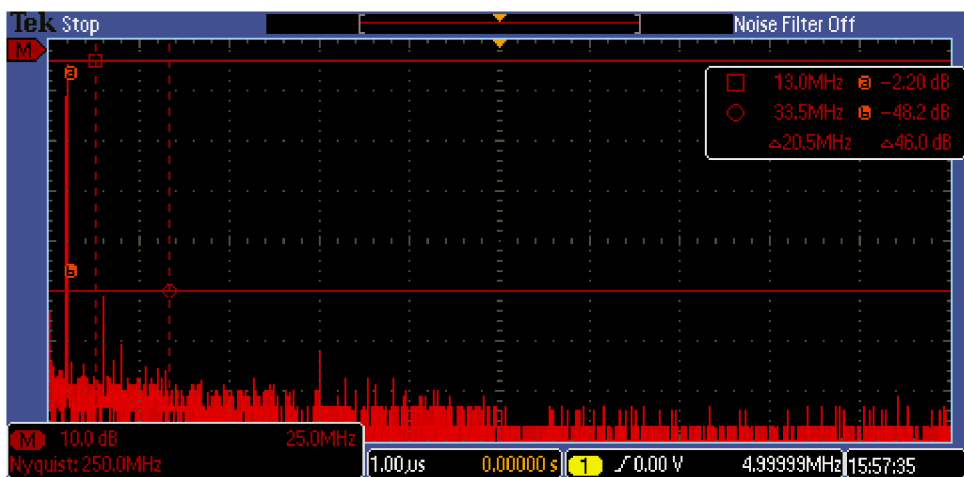 Tek Stop
Noise Filter Off
M
a
b
13.0MHz a −2.20 dB
33.5MHz b −48.2 dB
△20.5MHz △46.0 dB
M 10.0 dB 25.0MHz
Nyquist: 250.0MHz
1.00µs 0.00000 s
1 0.00 V 4.99999MHz
15:57:35